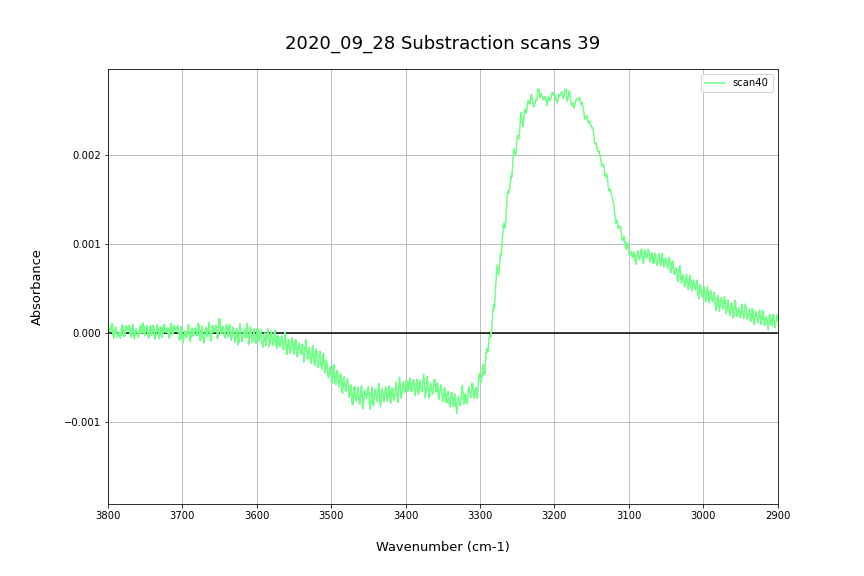 2020_09_28 Substraction scans 39
scan40
Absorbance
0.002
0.001
0.000
−0.001
3800 3700 3600 3500 3400 3300 3200 3100 3000 2900
Wavenumber (cm-1)